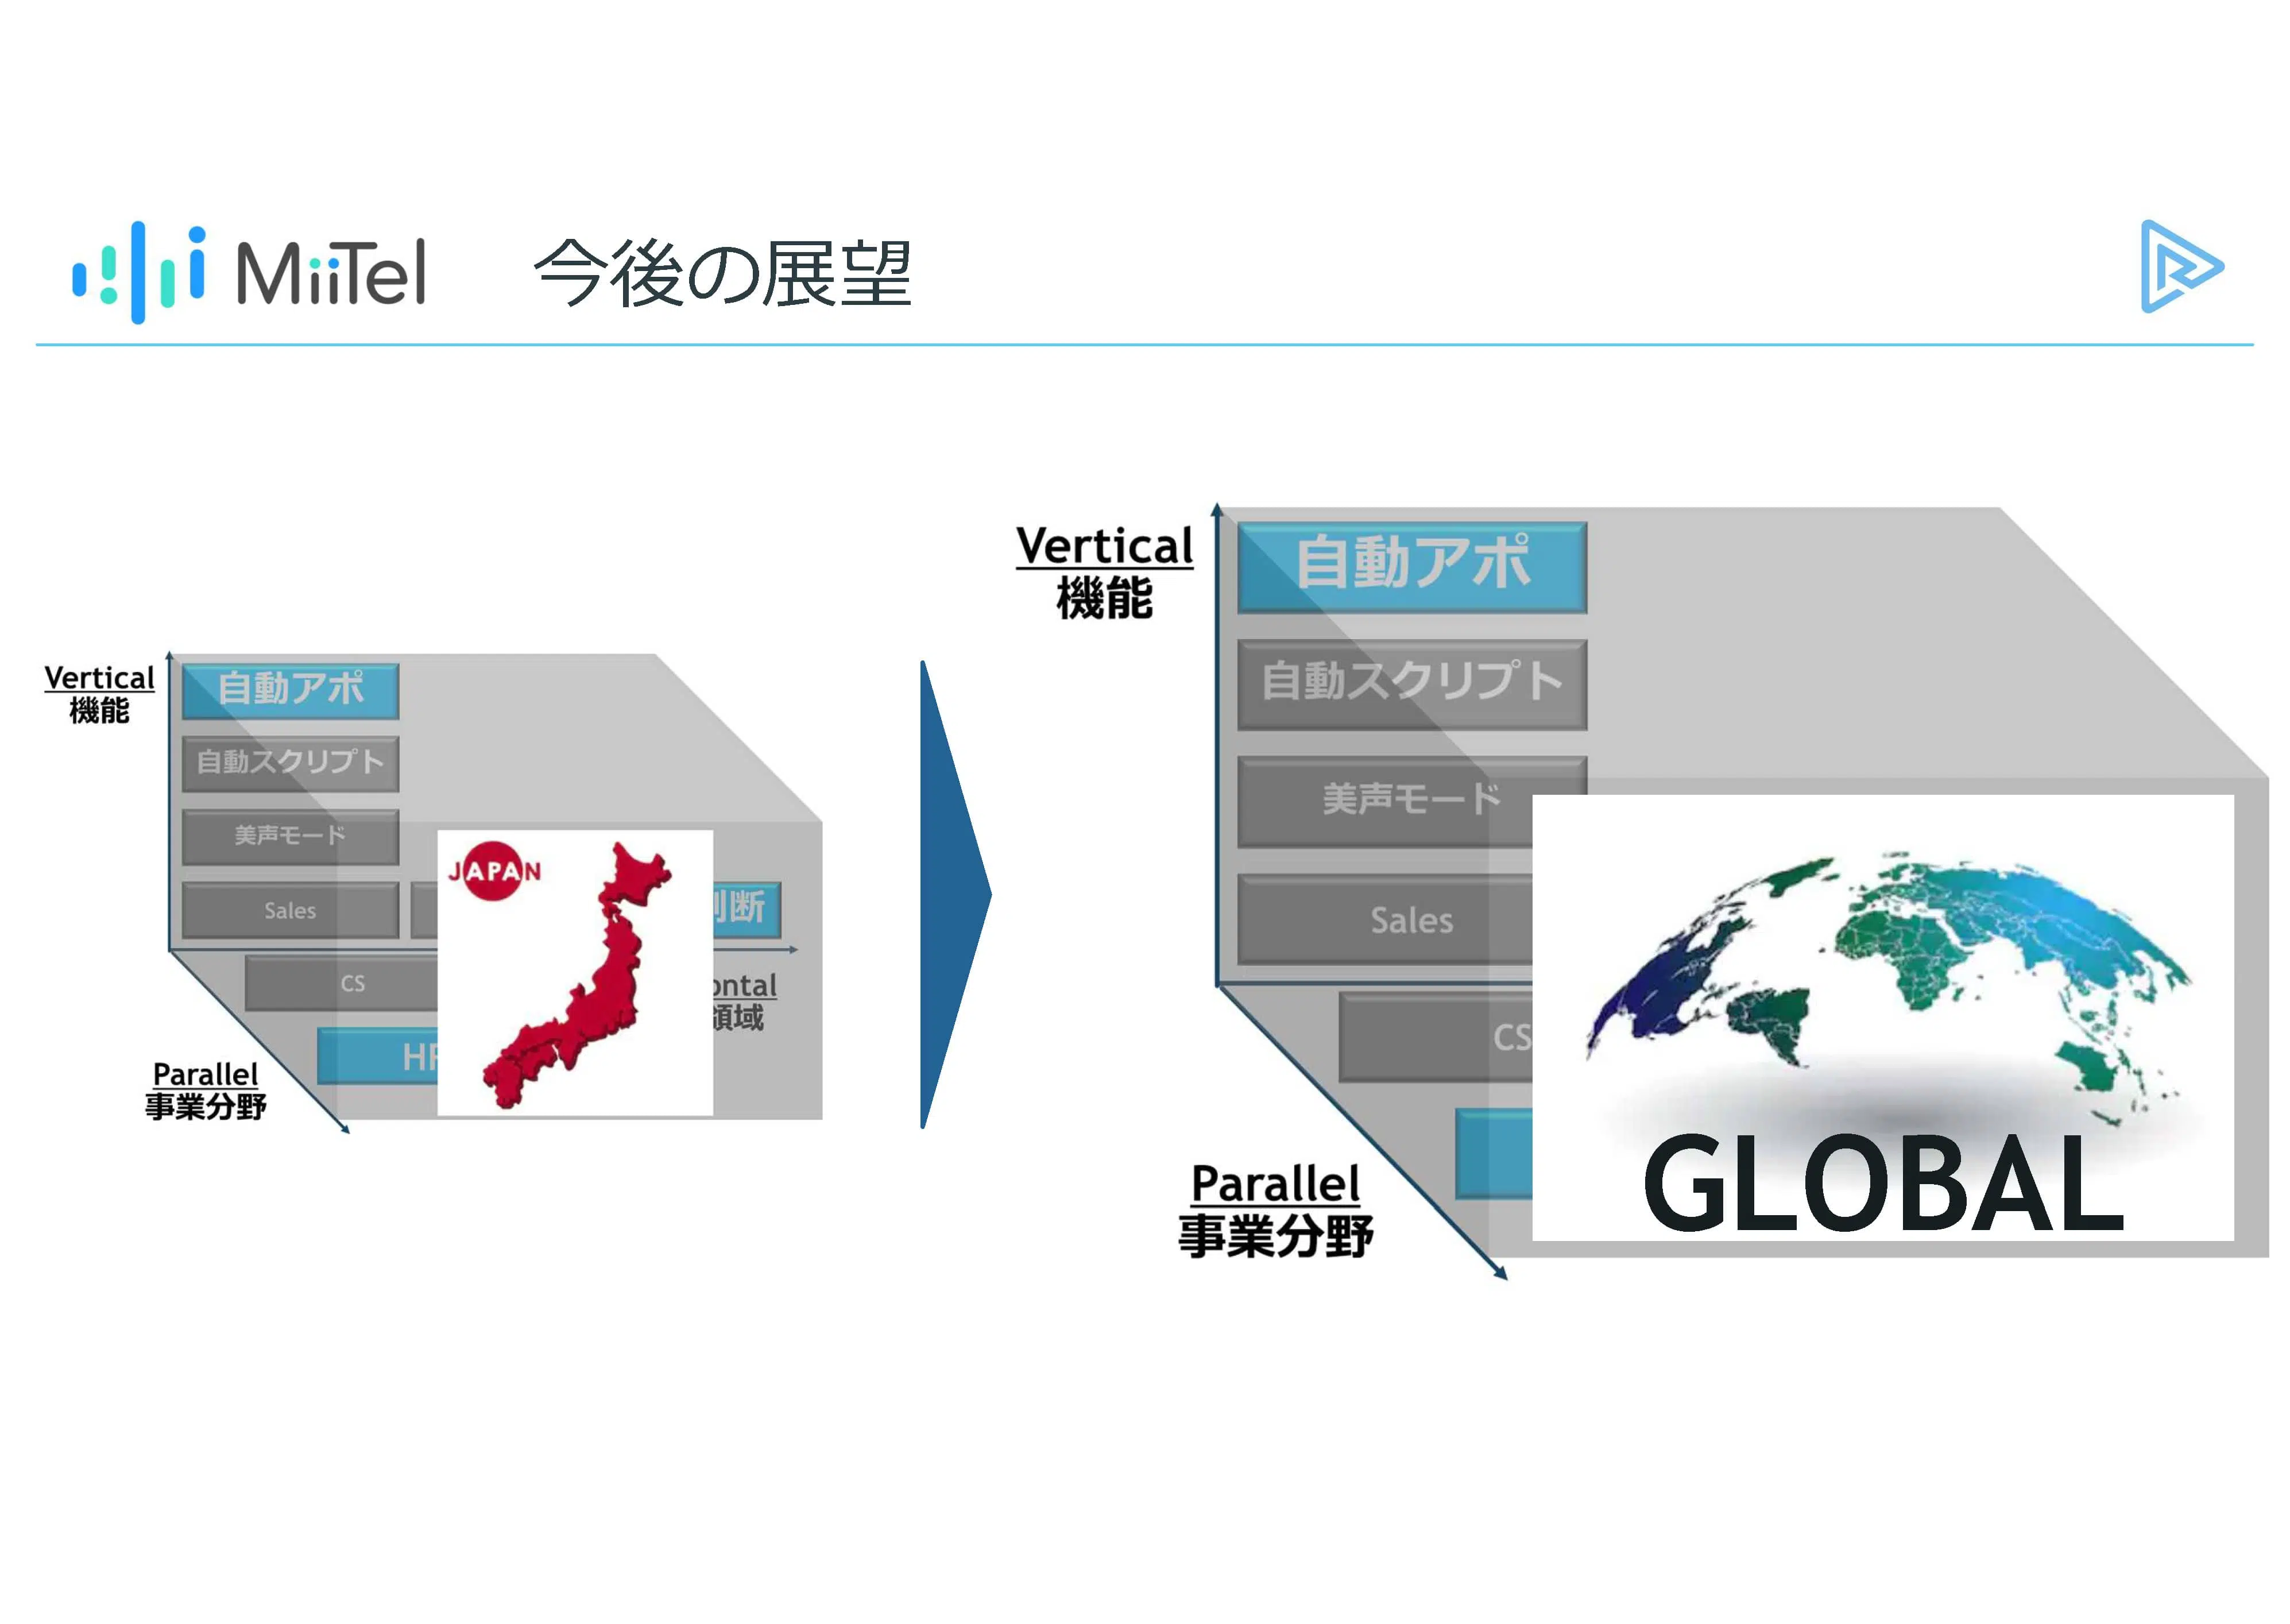 MiiTel
今後の展望
Vertical
機能
自動アポ
自動スクリプト
美声モード
Sales
CS
Parallel
事業分野
JAPAN
断
領域
Vertical
機能
自動アポ
自動スクリプト
美声モード
Sales
CS
Parallel
事業分野
GLOBAL